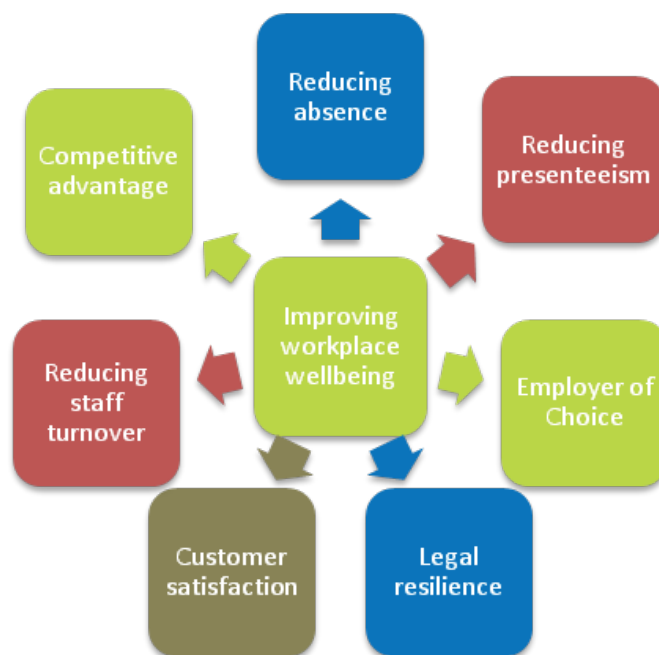 Reducing
absence
Reducing
presenteeism
Employer of
Choice
Legal
resilience
Customer
satisfaction
Reducing
staff
turnover
Competitive
advantage
Improving
workplace
wellbeing